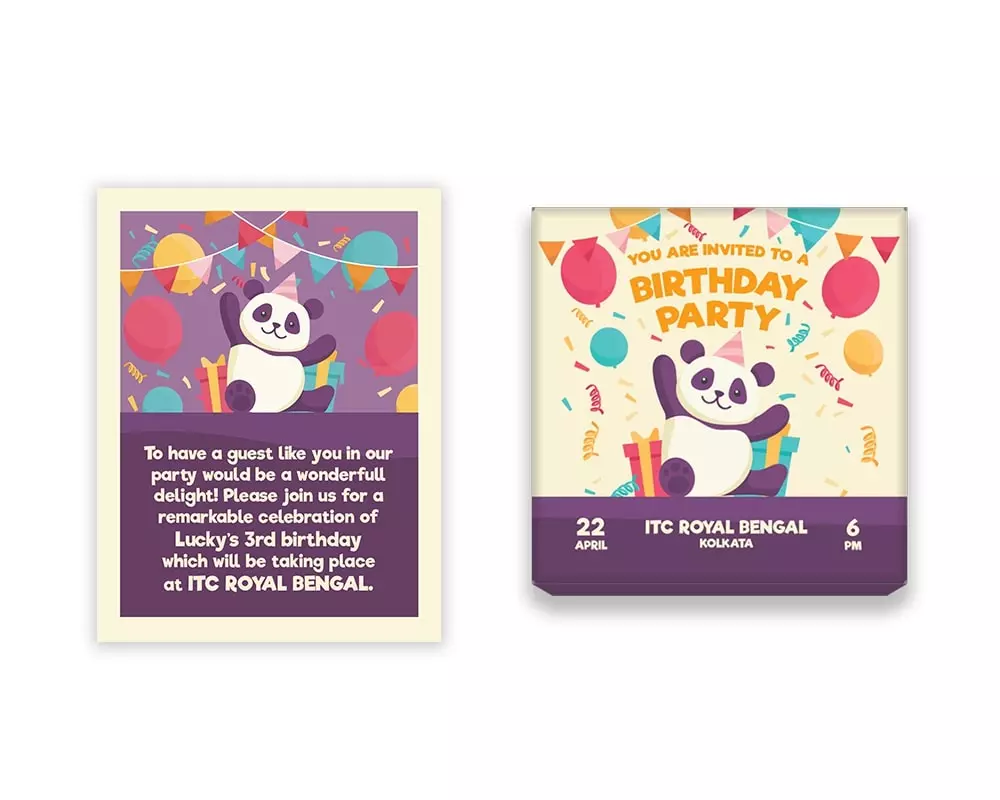 To have a guest like you in our
party would be a wonderfull
delight! Please join us for a
remarkable celebration of
Lucky's 3rd birthday
which will be taking place
at ITC ROYAL BENGAL.
YOU ARE INVITED TO A
BIRTHDAY
PARTY
22
APRIL
ITC ROYAL BENGAL
KOLKATA
6
PM